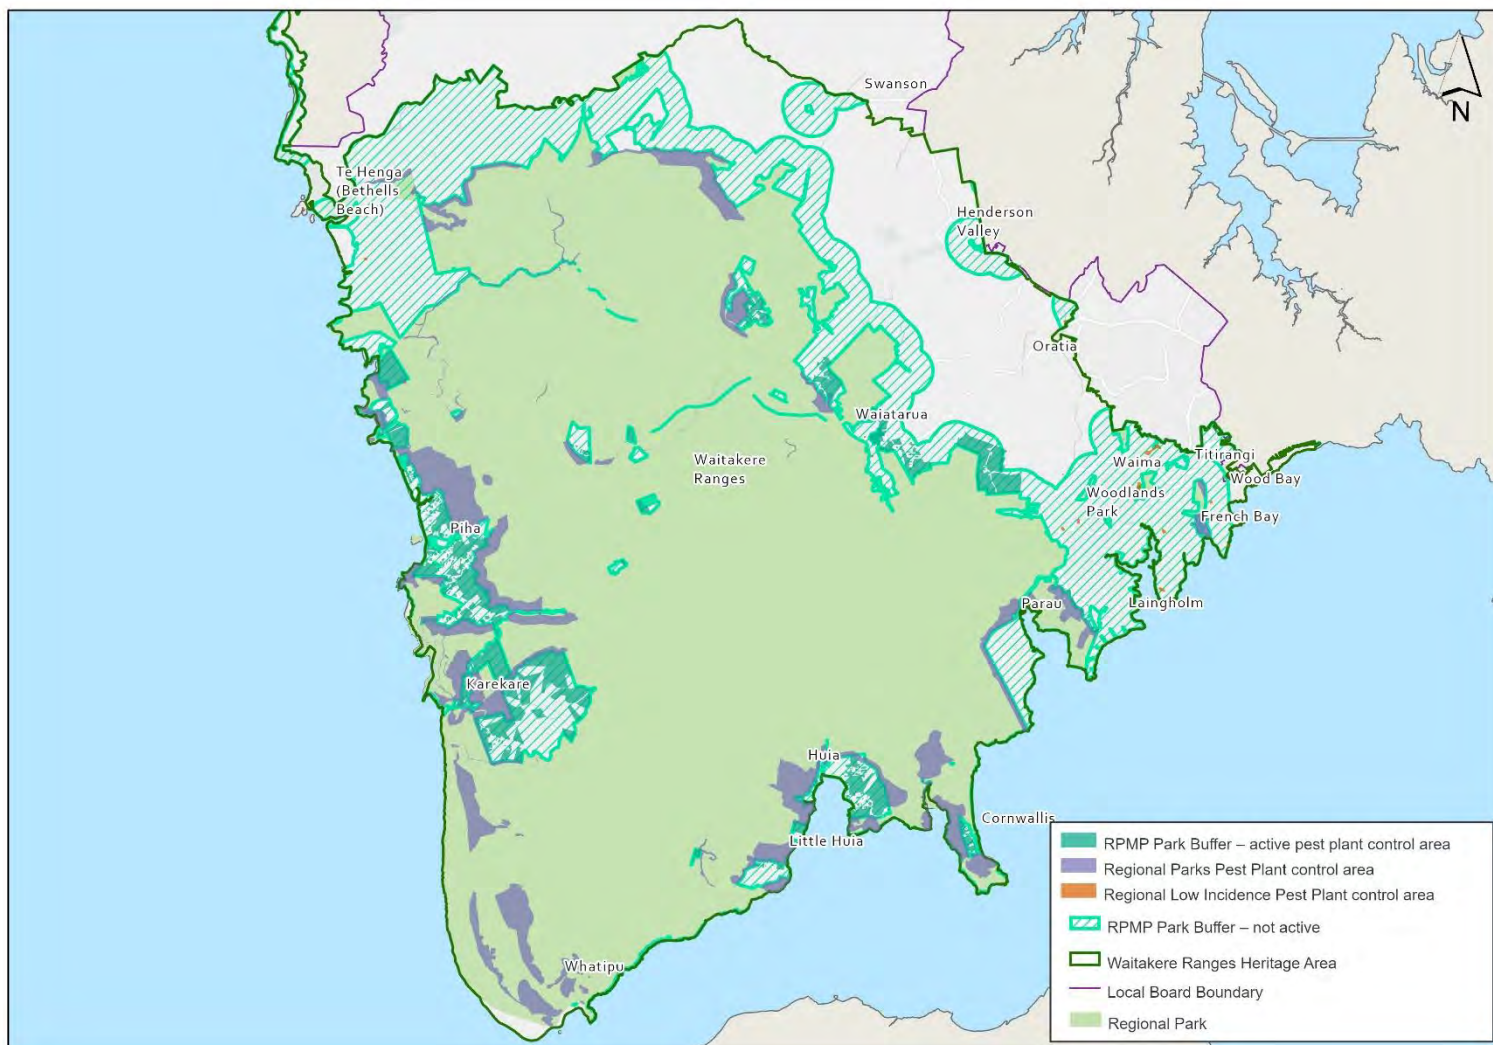 Swanson
N
Te Henga
(Bethells
Beach)
Henderson
Valley
Oratia
Waiatarua
Waitakere
Ranges
Waima
Titirangi
Wood Bay
Woodlands
Park
French Bay
Piha
Parau
Laingholm
Karekare
Huia
Cornwallis
Little Huia
Whatipu
RPMP Park Buffer – active pest plant control area
Regional Parks Pest Plant control area
Regional Low Incidence Pest Plant control area
RPMP Park Buffer – not active
Waitakere Ranges Heritage Area
Local Board Boundary
Regional Park